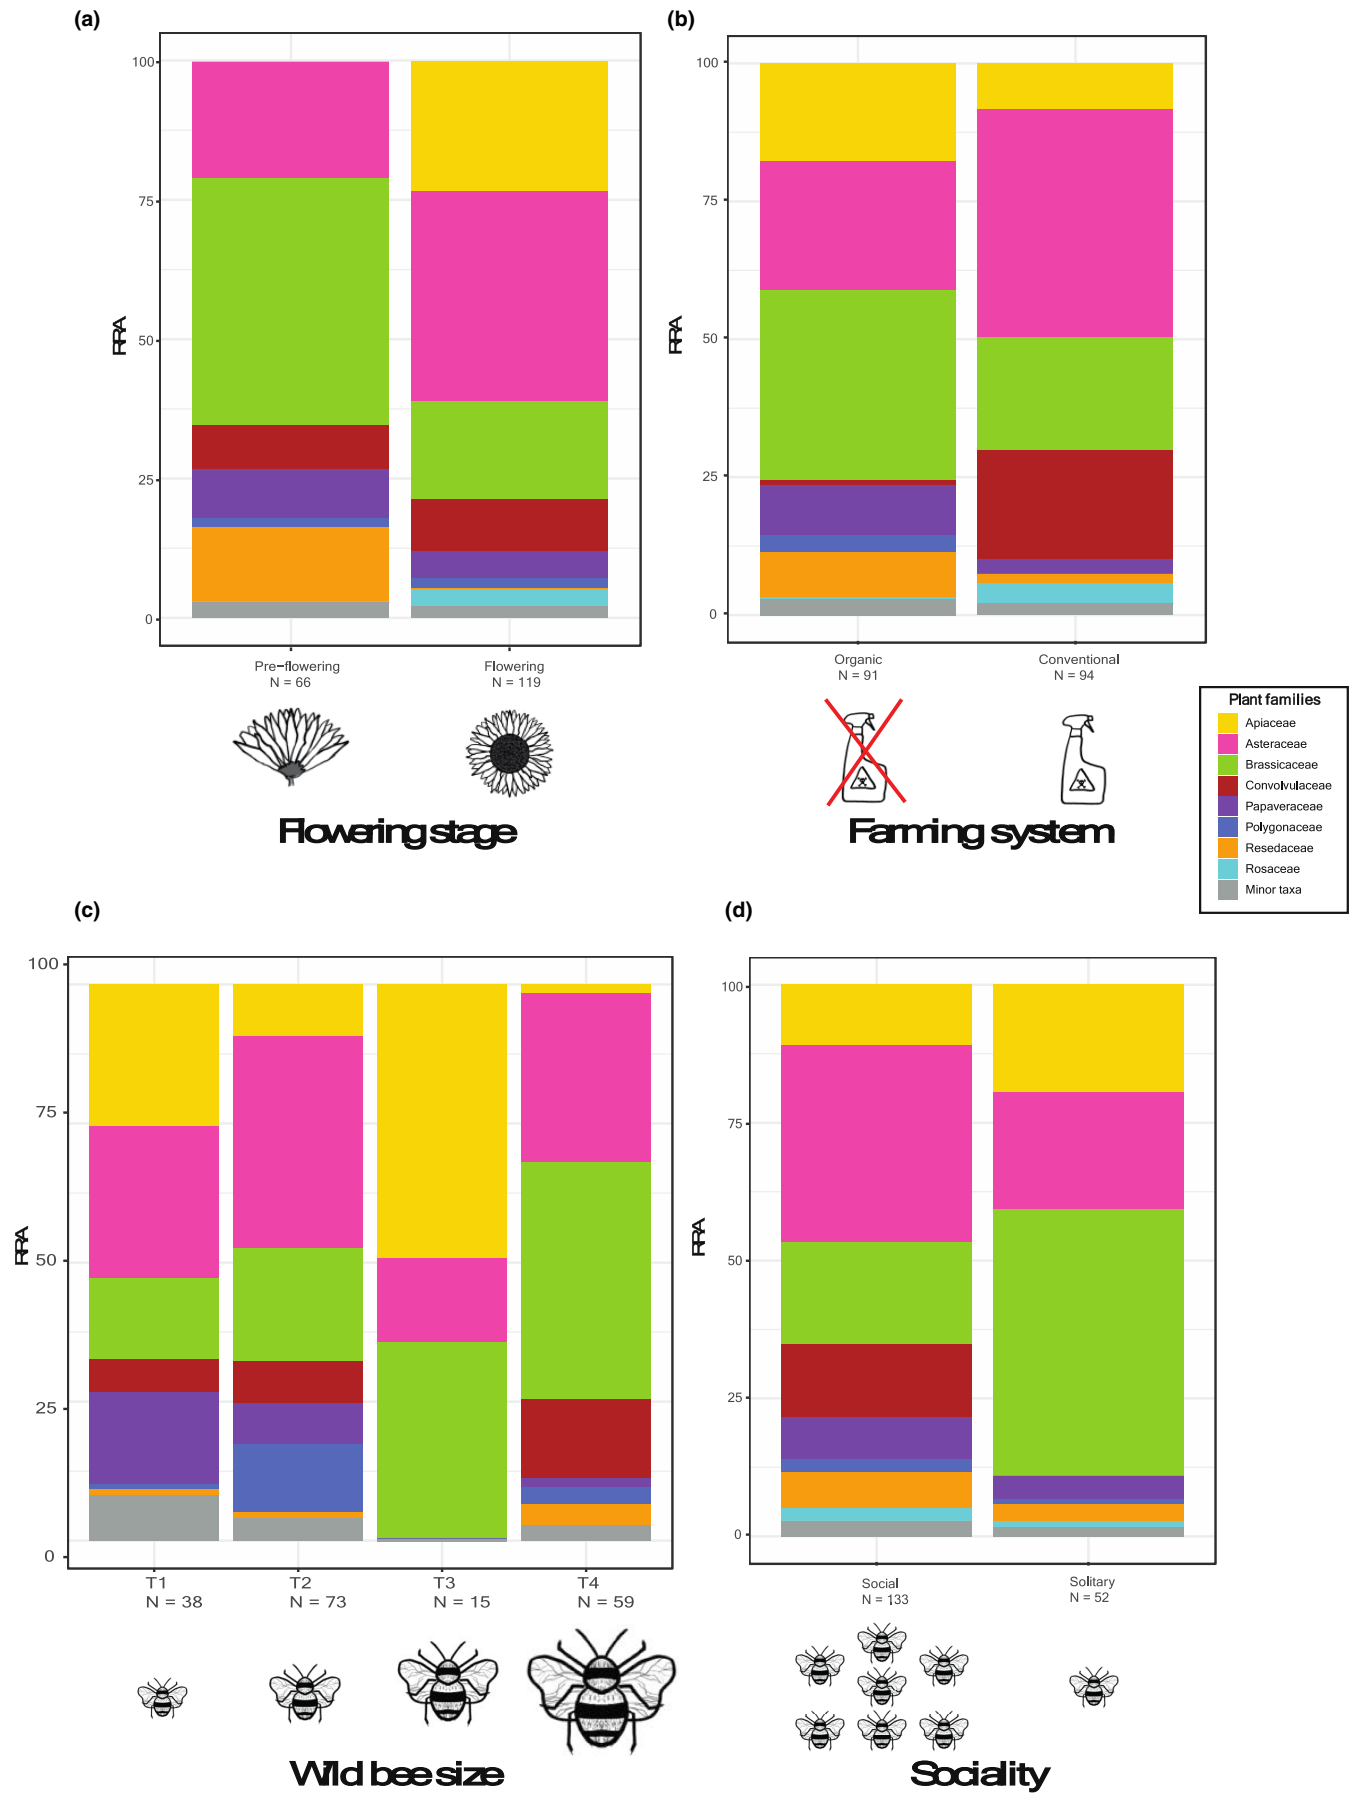 (a)
100
75
50
25
0
RRA
Pre-flowering
N = 66
Flowering
N = 119
Flowering stage
(b)
100
75
50
25
0
RRA
Organic
N = 91
Conventional
N = 94
Farming system
Plant families
Apiaceae
Asteraceae
Brassicaceae
Convolvulaceae
Papaveraceae
Polygonaceae
Resedaceae
Rosaceae
Minor taxa
(c)
100
75
50
25
0
RRA
T1
N = 38
T2
N = 73
T3
N = 15
T4
N = 59
Wild bee size
(d)
100
75
50
25
0
RRA
Social
N = 133
Solitary
N = 52
Sociality